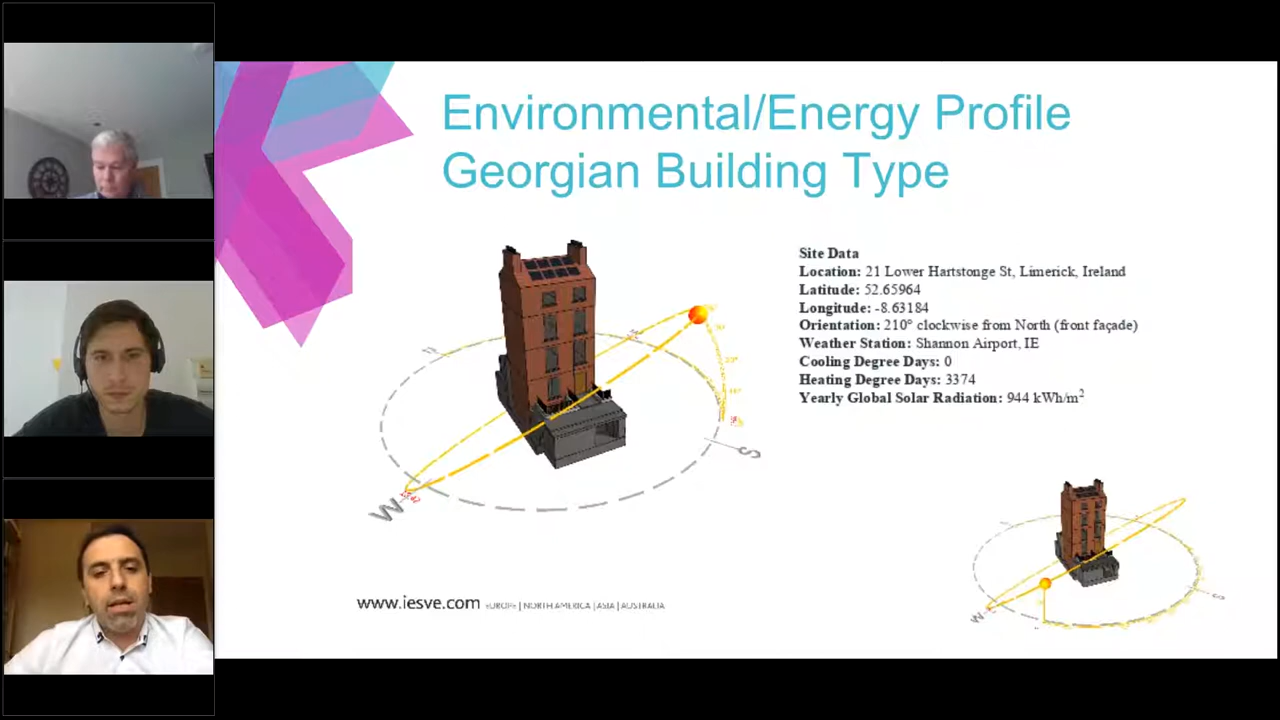 Environmental/Energy Profile
Georgian Building Type
Site Data
Location: 21 Lower Hartstonge St, Limerick, Ireland
Latitude: 52.65964
Longitude: -8.63184
Orientation: 210° clockwise from North (front façade)
Weather Station: Shannon Airport, IE
Cooling Degree Days: 0
Heating Degree Days: 3374
Yearly Global Solar Radiation: 944 kWh/m²
S
W
W
S
www.iesve.com EUROPE | NORTH AMERICA | ASIA | AUSTRALIA